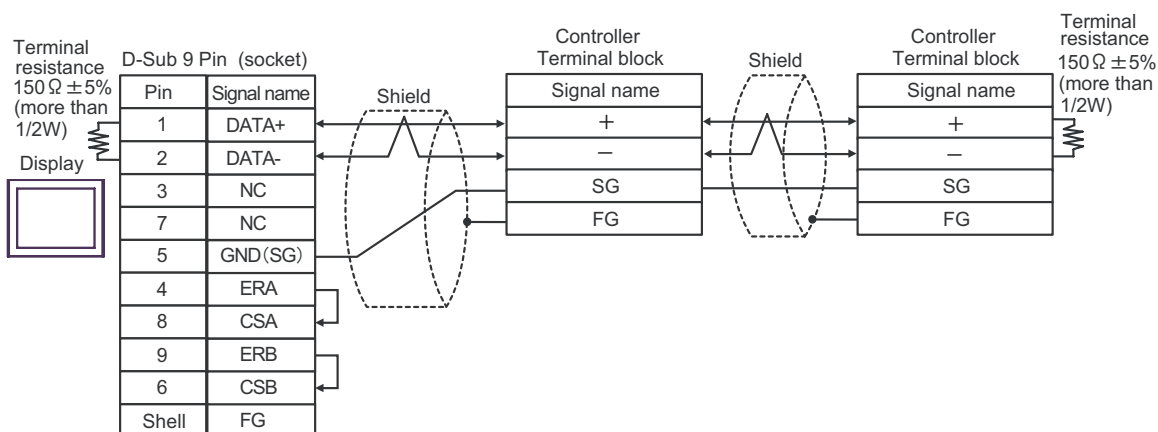 Terminal
resistance
150Ω±5%
(more than
1/2W)
Display
D-Sub 9 Pin (socket)
Pin Signal name
1 DATA+
2 DATA-
3 NC
7 NC
5 GND(SG)
4 ERA
8 CSA
9 ERB
6 CSB
Shell FG
Shield
Controller
Terminal block
Signal name
+
−
SG
FG
Shield
Controller
Terminal block
Signal name
+
−
SG
FG
Terminal
resistance
150Ω±5%
(more than
1/2W)